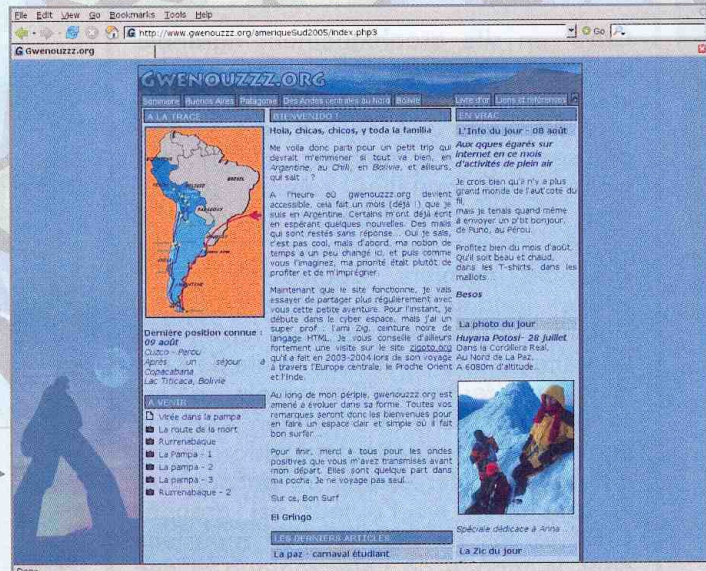 File Edit View Go Bookmarks Tools Help
http://www.gwenouzzz.org/ameriqueSud2005/index.php3
Go
Gwenouzzz.org
GWENOUZZZ.ORG
Sommaire Buenos Aires Patagonie Des Andes centrales au Nord Bolivie Livre d'or Liens et références
A LA TRACE
BRESIL
PARAGUAY
CHILI
ARGENTINE
Dernière position connue :
09 août
Cuzco - Perou
Après un séjour à
Copacabana
Lac Titicaca, Bolivie
A VENIR
Virée dans la pampa
La route de la mort
Rurrenabaque
La Pampa - 1
La pampa - 2
La pampa - 3
Rurrenabaque - 2
BIENVENIDO !
Hola, chicas, chicos, y toda la familia
Me voila donc parti pour un petit trip qui
devrait m'emmener si tout va bien, en
Argentine, au Chili, en Bolivie, et ailleurs,
qui sait .. ?
A l'heure où gwenouzzz.org devient
accessible, cela fait un mois (déjà !) que je
suis en Argentine. Certains m'ont déjà écrit
en espérant quelques nouvelles. Des mails
qui sont restés sans réponse... Oui je sais,
c'est pas cool, mais d'abord, ma notion de
temps a un peu changé ici, et puis comme
vous l'imaginez, ma priorité était plutôt de
profiter et de m'imprégner.
Maintenant que le site fonctionne, je vais
essayer de partager plus régulièrement avec
vous cette petite aventure. Pour l'instant, je
débute dans le cyber espace, mais j'ai un
super prof : l'ami Zig, ceinture noire de
langage HTML. Je vous conseille d'ailleurs
fortement une visite sur le site zigoto.org
qu'il a fait en 2003-2004 lors de son voyage
à travers l'Europe centrale, le Proche Orient
et l'Inde.
Au long de mon périple, gwenouzzz.org est
amené à évoluer dans sa forme. Toutes vos
remarques seront donc les bienvenues pour
en faire un espace clair et simple où il fait
bon surfer...
Pour finir, merci à tous pour les ondes
positives que vous m'avez transmises avant
mon départ. Elles sont quelque part dans
ma poche. Je ne voyage pas seul...
Sur ce, Bon Surf
El Gringo
LES DERNIERS ARTICLES
La paz - carnaval étudiant
EN VRAC
L'Info du jour - 08 août
Aux qques égarés sur
internet en ce mois
d'activités de plein air
Je crois bien qu'il n'y a plus
grand monde de l'aut'coté du
fil,
mais je tenais quand même
à envoyer un p'tit bonjour,
de Puno, au Pérou.
Profitez bien du mois d'août,
Qu'il soit beau et chaud,
dans les T-shirts, dans les
maillots.
Besos
La photo du jour
Huyana Potosi- 28 juillet
Dans la Cordillera Real,
Au Nord de La Paz,
A 6080m d'altitude...
Spéciale dédicace à Anna...
La Zic du jour
Done